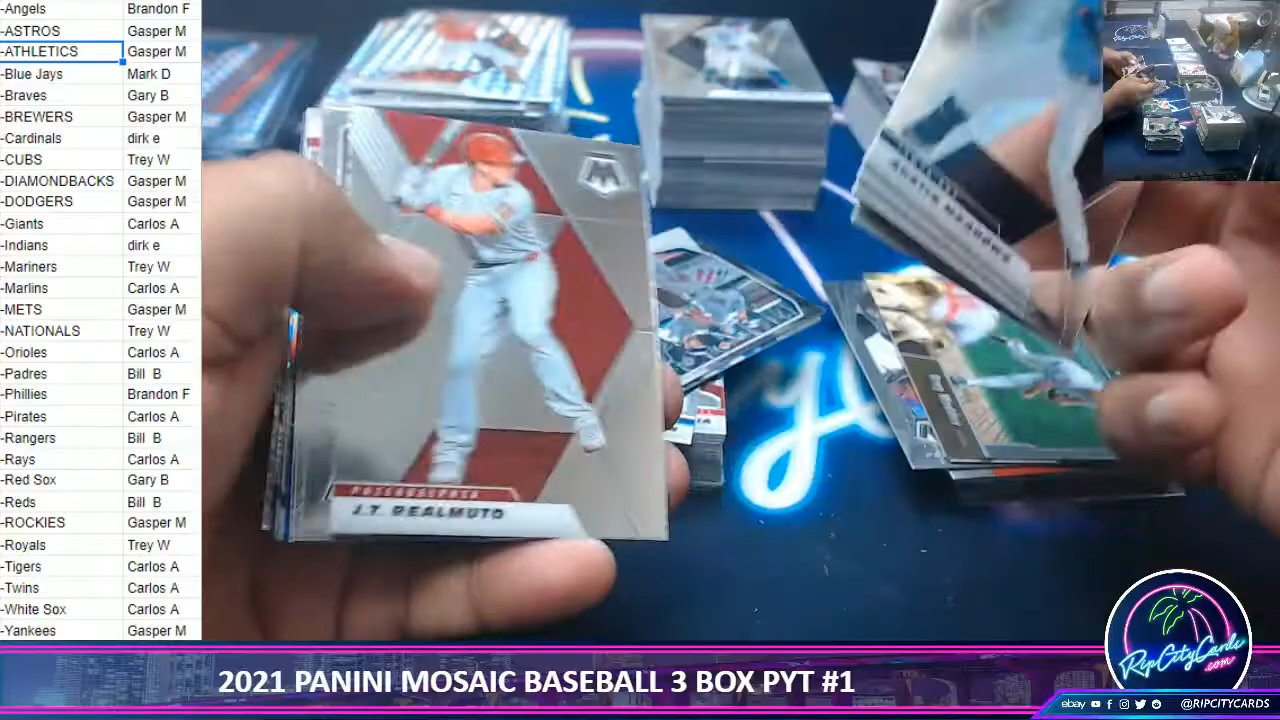 -Angels Brandon F
-ASTROS Gasper M
-ATHLETICS Gasper M
-Blue Jays Mark D
-Braves Gary B
-BREWERS Gasper M
-Cardinals dirk e
-CUBS Trey W
-DIAMONDBACKS Gasper M
-DODGERS Gasper M
-Giants Carlos A
-Indians dirk e
-Mariners Trey W
-Marlins Carlos A
-METS Gasper M
-NATIONALS Trey W
-Orioles Carlos A
-Padres Bill B
-Phillies Brandon F
-Pirates Carlos A
-Rangers Bill B
-Rays Carlos A
-Red Sox Gary B
-Reds Bill B
-ROCKIES Gasper M
-Royals Trey W
-Tigers Carlos A
-Twins Carlos A
-White Sox Carlos A
-Yankees Gasper M
PHILADELPHIA
J.T. REALMUTO
AUSTIN MEADOWS
RipCityCards
.com
2021 PANINI MOSAIC BASEBALL 3 BOX PYT #1
ebay @RIPCITYCARDS